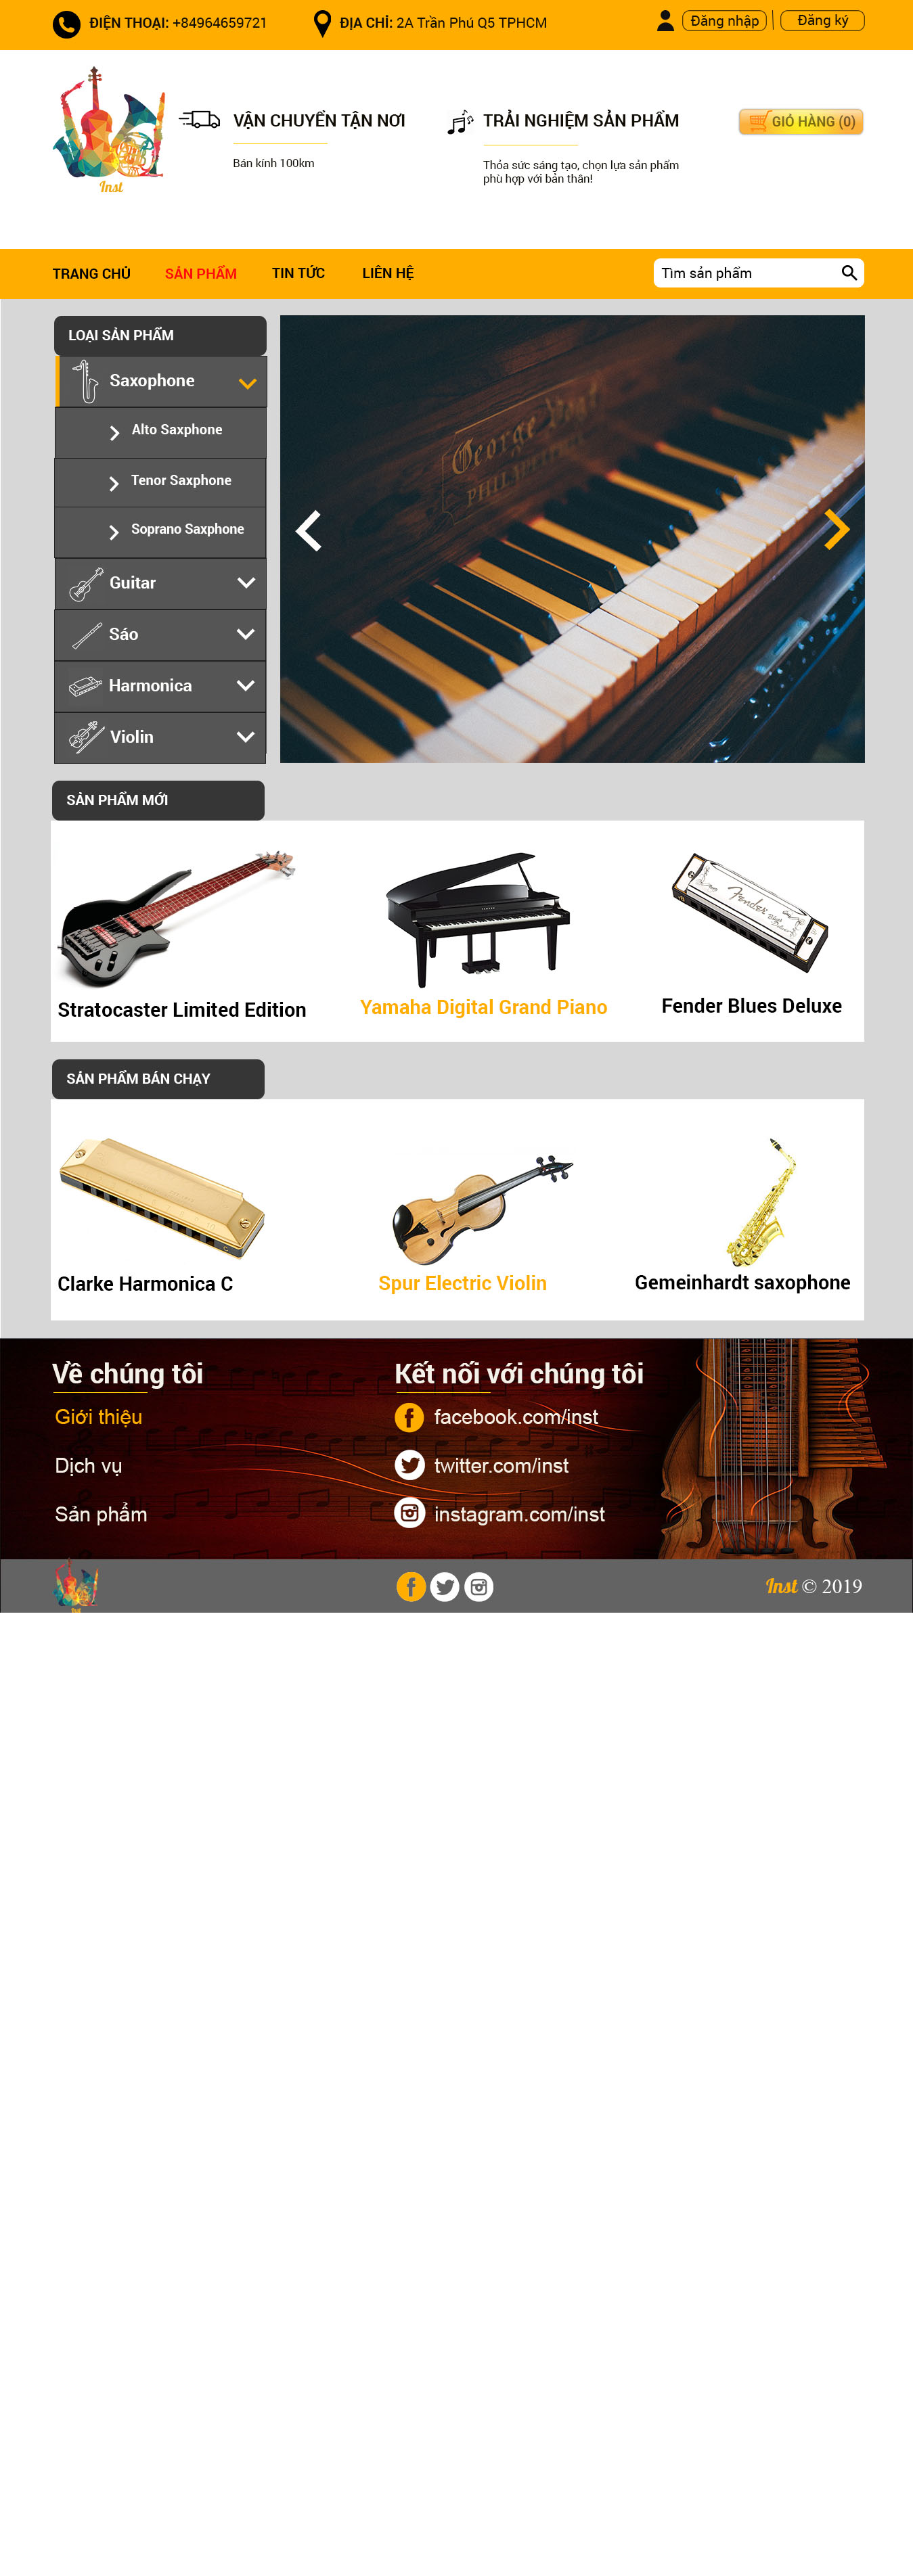 ĐIỆN THOẠI: +84964659721
ĐỊA CHỈ: 2A Trần Phú Q5 TPHCM
Đăng nhập
Đăng ký
Inst
VẬN CHUYỂN TẬN NƠI
Bán kính 100km
TRẢI NGHIỆM SẢN PHẨM
Thỏa sức sáng tạo, chọn lựa sản phẩm
phù hợp với bản thân!
GIỎ HÀNG (0)
TRANG CHỦ
SẢN PHẨM
TIN TỨC
LIÊN HỆ
Tìm sản phẩm
LOẠI SẢN PHẨM
Saxophone
Alto Saxphone
Tenor Saxphone
Soprano Saxphone
Guitar
Sáo
Harmonica
Violin
George Vogt
PHILADELPHIA
SẢN PHẨM MỚI
Fender
Stratocaster Limited Edition
Yamaha Digital Grand Piano
Fender Blues Deluxe
SẢN PHẨM BÁN CHẠY
Clarke Harmonica C
Spur Electric Violin
Gemeinhardt saxophone
Về chúng tôi
Giới thiệu
Dịch vụ
Sản phẩm
Kết nối với chúng tôi
facebook.com/inst
twitter.com/inst
instagram.com/inst
Inst © 2019